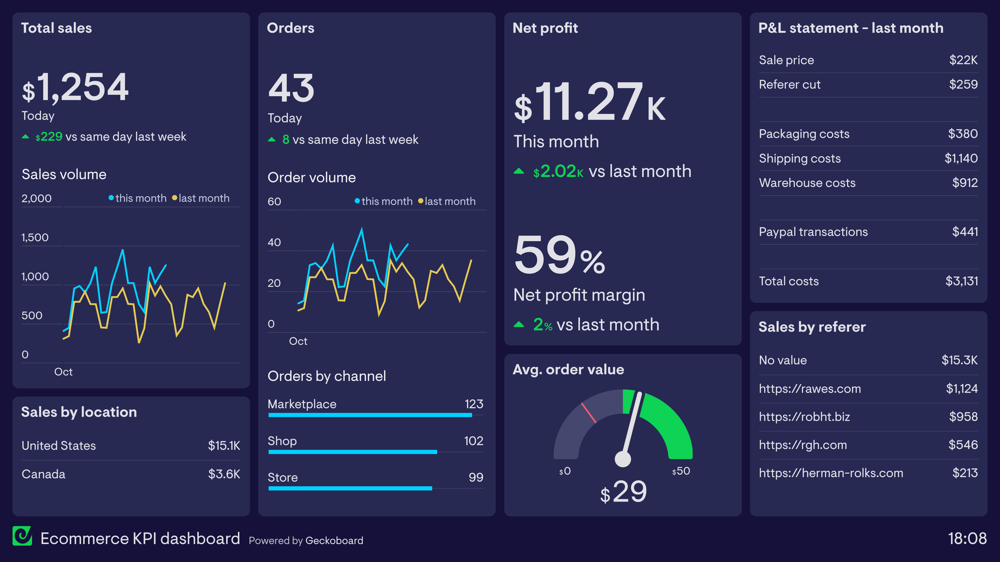 Total sales
$1,254
Today
$229 vs same day last week
Sales volume
this month last month
2,000
1,500
1,000
500
0
Oct
Sales by location
United States $15.1K
Canada $3.6K
Orders
43
Today
8 vs same day last week
Order volume
this month last month
60
40
20
0
Oct
Orders by channel
Marketplace 123
Shop 102
Store 99
Net profit
$11.27K
This month
$2.02K vs last month
59%
Net profit margin
2% vs last month
Avg. order value
$0 $50
$29
P&L statement - last month
Sale price $22K
Referer cut $259
Packaging costs $380
Shipping costs $1,140
Warehouse costs $912
Paypal transactions $441
Total costs $3,131
Sales by referer
No value $15.3K
https://rawes.com $1,124
https://robht.biz $958
https://rgh.com $546
https://herman-rolks.com $213
Ecommerce KPI dashboard Powered by Geckoboard 18:08